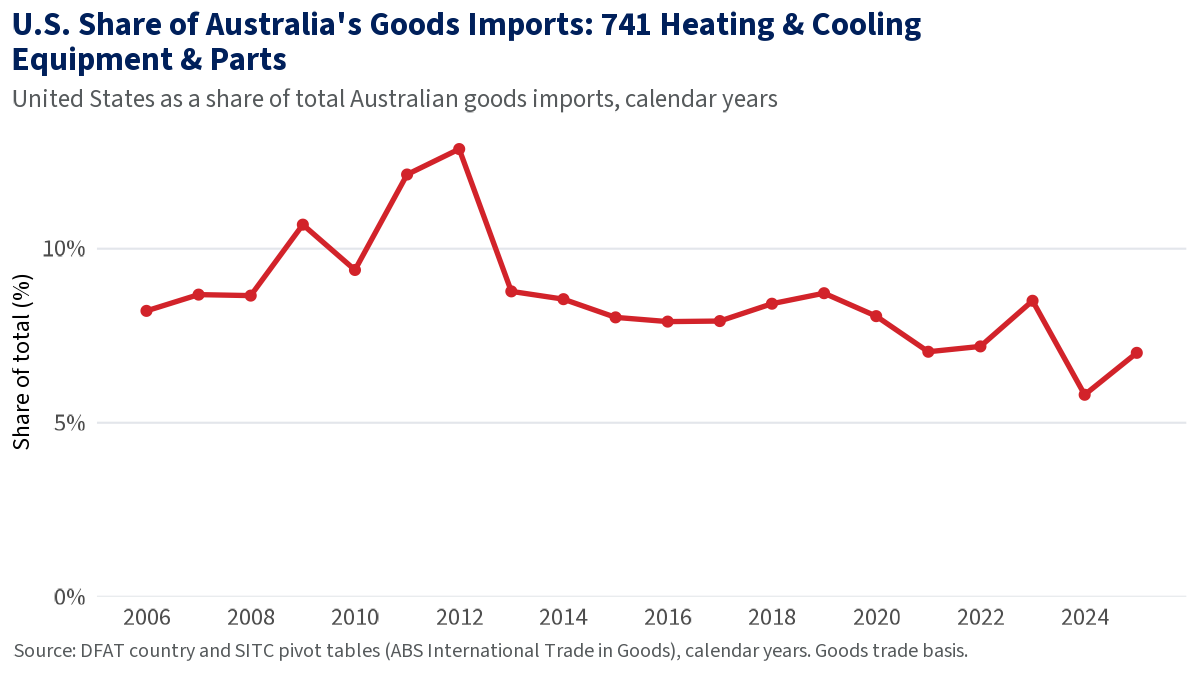 U.S. Share of Australia's Goods Imports: 741 Heating & Cooling
Equipment & Parts
United States as a share of total Australian goods imports, calendar years
Share of total (%)
10%
5%
0%
2006 2008 2010 2012 2014 2016 2018 2020 2022 2024
Source: DFAT country and SITC pivot tables (ABS International Trade in Goods), calendar years. Goods trade basis.